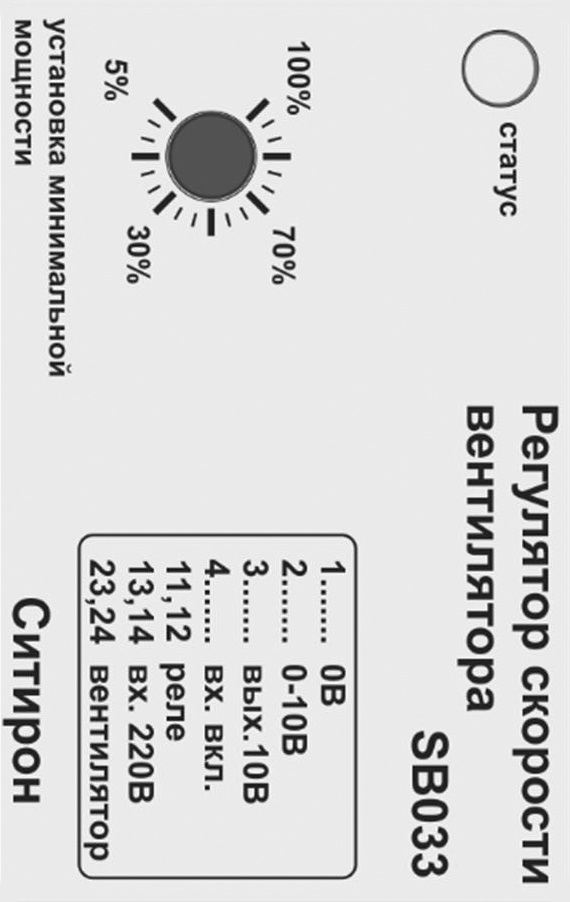 статус
Регулятор скорости
вентилятора
SB033
100%
70%
5%
30%
установка минимальной
мощности
1....... 0В
2....... 0-10В
3....... вых.10В
4....... вх. вкл.
11,12 реле
13,14 вх. 220В
23,24 вентилятор
Ситирон